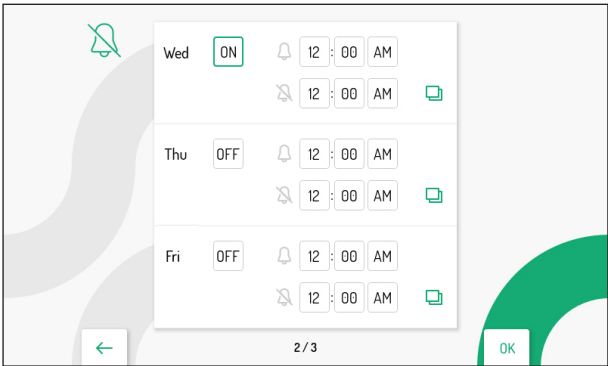 Wed ON 12 : 00 AM
12 : 00 AM
Thu OFF 12 : 00 AM
12 : 00 AM
Fri OFF 12 : 00 AM
12 : 00 AM
2/3 OK